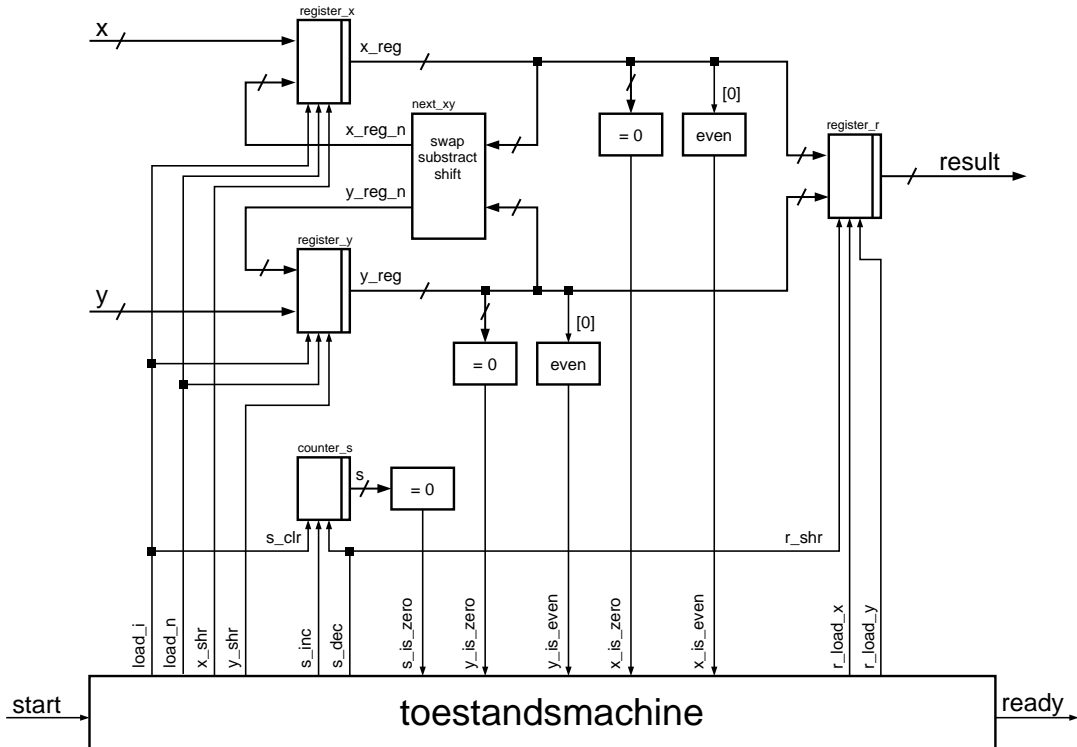 register_x
x
x_reg
[0]
next_xy
x_reg_n
= 0
even
register_r
swap
substract
shift
result
y_reg_n
register_y
y_reg
y
[0]
= 0
even
counter_s
s
= 0
s_clr
r_shr
load_i
load_n
x_shr
y_shr
s_inc
s_dec
s_is_zero
y_is_zero
y_is_even
x_is_zero
x_is_even
r_load_x
r_load_y
start
toestandsmachine
ready